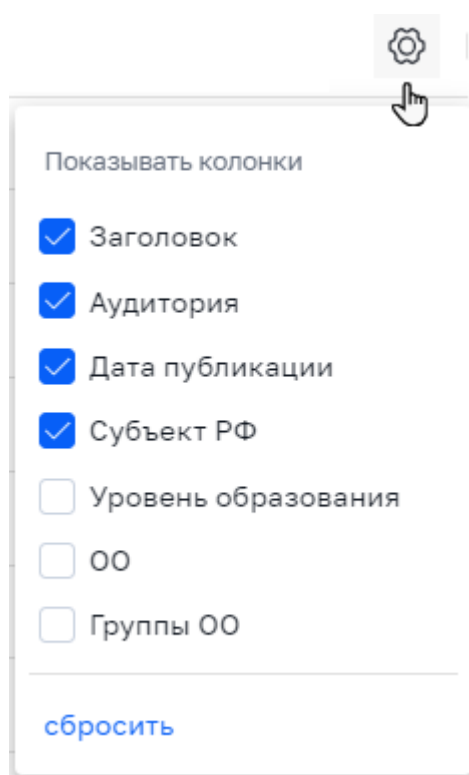 Показывать колонки
Заголовок
Аудитория
Дата публикации
Субъект РФ
Уровень образования
ОО
Группы ОО
сбросить